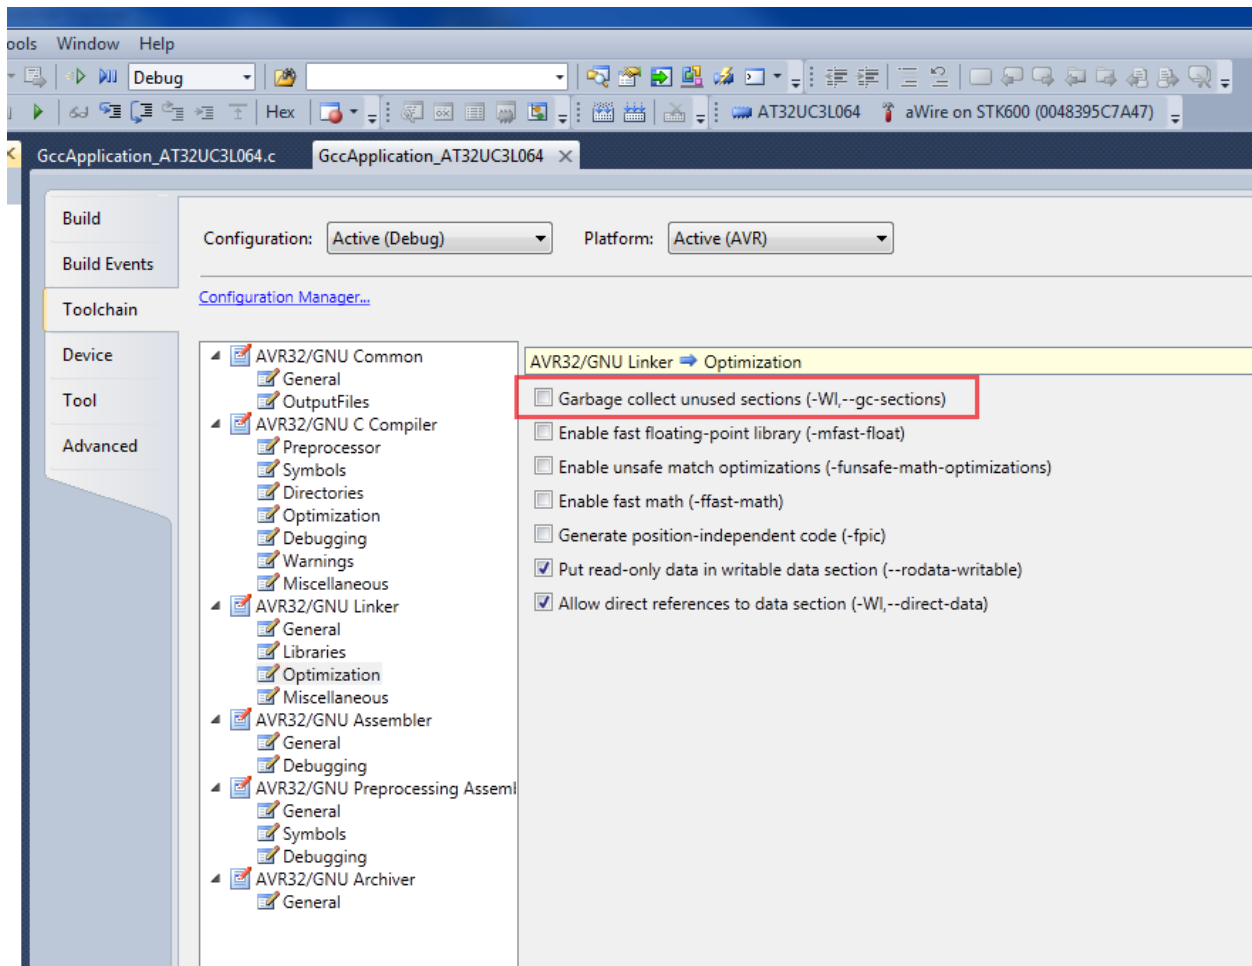 ools Window Help
Debug
Hex AT32UC3L064 aWire on STK600 (0048395C7A47)
GccApplication_AT32UC3L064.c GccApplication_AT32UC3L064
Build
Build Events
Toolchain
Device
Tool
Advanced
Configuration: Active (Debug) Platform: Active (AVR)
Configuration Manager...
AVR32/GNU Common
General
OutputFiles
AVR32/GNU C Compiler
Preprocessor
Symbols
Directories
Optimization
Debugging
Warnings
Miscellaneous
AVR32/GNU Linker
General
Libraries
Optimization
Miscellaneous
AVR32/GNU Assembler
General
Debugging
AVR32/GNU Preprocessing Assembl
General
Symbols
Debugging
AVR32/GNU Archiver
General
AVR32/GNU Linker ➡ Optimization
Garbage collect unused sections (-Wl,--gc-sections)
Enable fast floating-point library (-mfast-float)
Enable unsafe match optimizations (-funsafe-math-optimizations)
Enable fast math (-ffast-math)
Generate position-independent code (-fpic)
Put read-only data in writable data section (--rodata-writable)
Allow direct references to data section (-Wl,--direct-data)